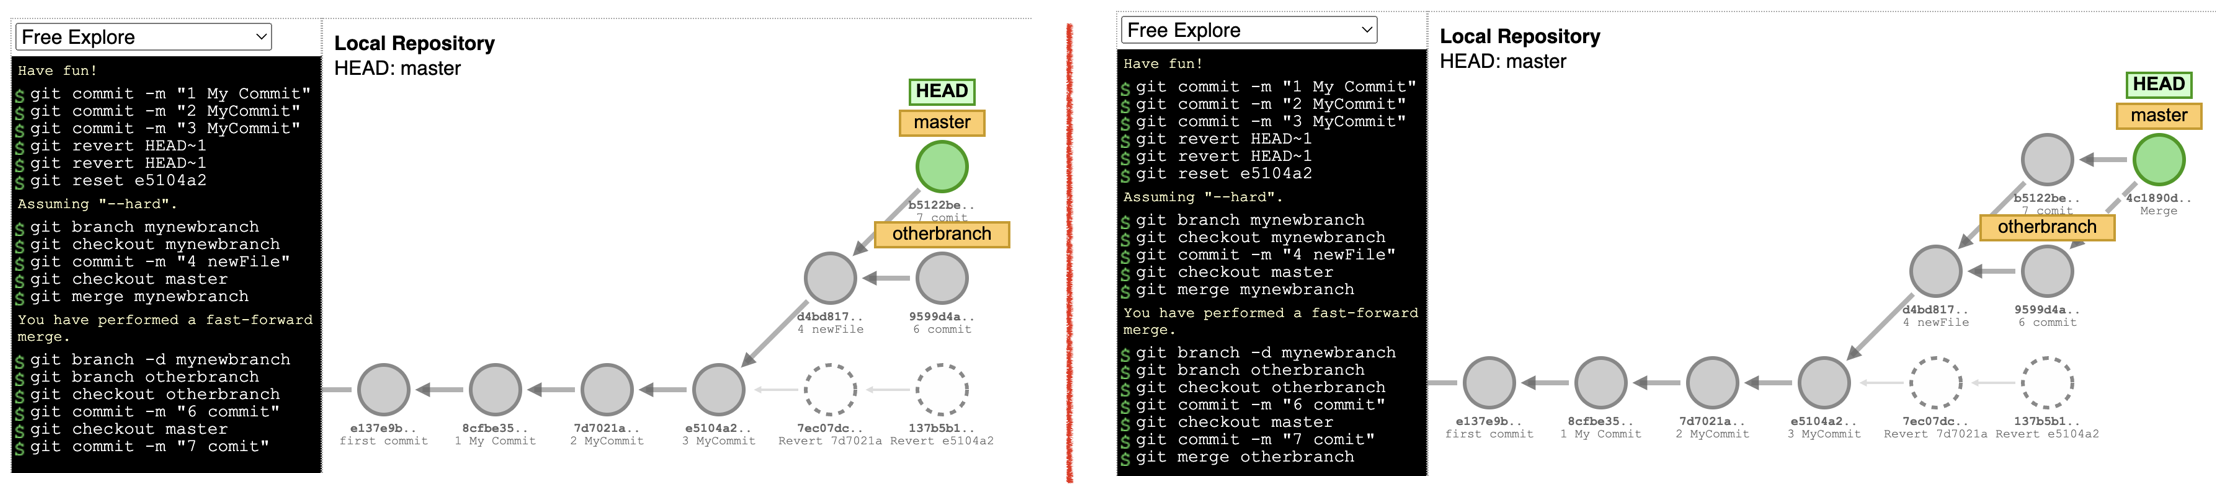 Free Explore
Have fun!
$ git commit -m "1 My Commit"
$ git commit -m "2 MyCommit"
$ git commit -m "3 MyCommit"
$ git revert HEAD~1
$ git revert HEAD~1
$ git reset e5104a2
Assuming "--hard".
$ git branch mynewbranch
$ git checkout mynewbranch
$ git commit -m "4 newFile"
$ git checkout master
$ git merge mynewbranch
You have performed a fast-forward
merge.
$ git branch -d mynewbranch
$ git branch otherbranch
$ git checkout otherbranch
$ git commit -m "6 commit"
$ git checkout master
$ git commit -m "7 comit"
Local Repository
HEAD: master
HEAD
master
b5122be..
7 comit
otherbranch
d4bd817..
4 newFile
9599d4a..
6 commit
e137e9b..
first commit
8cfbe35..
1 My Commit
7d7021a..
2 MyCommit
e5104a2..
3 MyCommit
7ec07dc..
Revert 7d7021a
137b5b1..
Revert e5104a2
Free Explore
Have fun!
$ git commit -m "1 My Commit"
$ git commit -m "2 MyCommit"
$ git commit -m "3 MyCommit"
$ git revert HEAD~1
$ git revert HEAD~1
$ git reset e5104a2
Assuming "--hard".
$ git branch mynewbranch
$ git checkout mynewbranch
$ git commit -m "4 newFile"
$ git checkout master
$ git merge mynewbranch
You have performed a fast-forward
merge.
$ git branch -d mynewbranch
$ git branch otherbranch
$ git checkout otherbranch
$ git commit -m "6 commit"
$ git checkout master
$ git commit -m "7 comit"
$ git merge otherbranch
Local Repository
HEAD: master
HEAD
master
b5122be..
7 comit
4c1890d..
Merge
otherbranch
d4bd817..
4 newFile
9599d4a..
6 commit
e137e9b..
first commit
8cfbe35..
1 My Commit
7d7021a..
2 MyCommit
e5104a2..
3 MyCommit
7ec07dc..
Revert 7d7021a
137b5b1..
Revert e5104a2